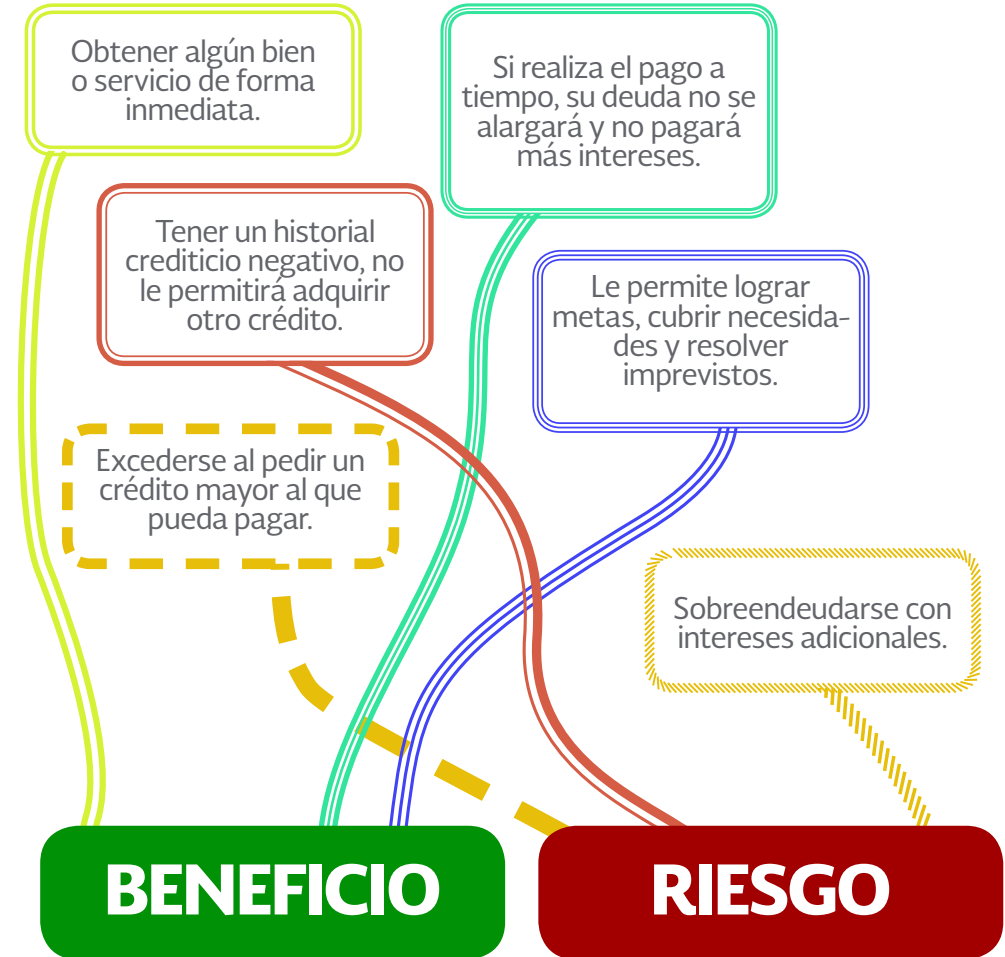 Obtener algún bien
o servicio de forma
inmediata.
Si realiza el pago a
tiempo, su deuda no se
alargará y no pagará
más intereses.
Tener un historial
crediticio negativo, no
le permitirá adquirir
otro crédito.
Le permite lograr
metas, cubrir necesida-
des y resolver
imprevistos.
Excederse al pedir un
crédito mayor al que
pueda pagar.
Sobreendeudarse con
intereses adicionales.
BENEFICIO
RIESGO